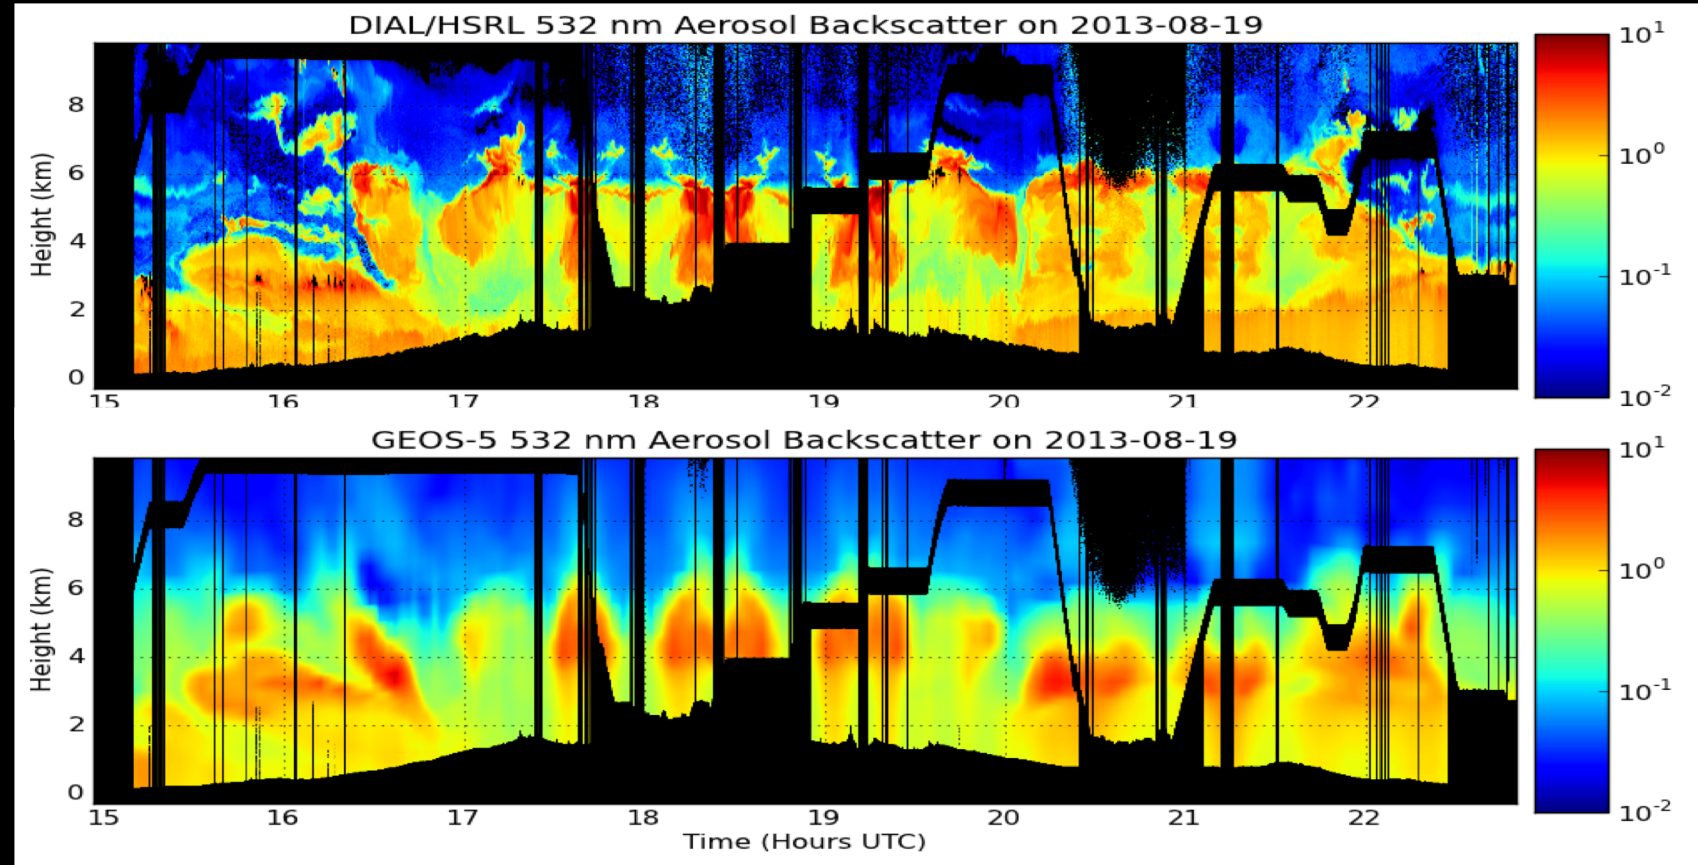 DIAL/HSRL 532 nm Aerosol Backscatter on 2013-08-19
Height (km)
8
6
4
2
0
15 16 17 18 19 20 21 22
10¹
10⁰
10⁻¹
10⁻²
GEOS-5 532 nm Aerosol Backscatter on 2013-08-19
Height (km)
8
6
4
2
0
15 16 17 18 19 20 21 22
Time (Hours UTC)
10¹
10⁰
10⁻¹
10⁻²